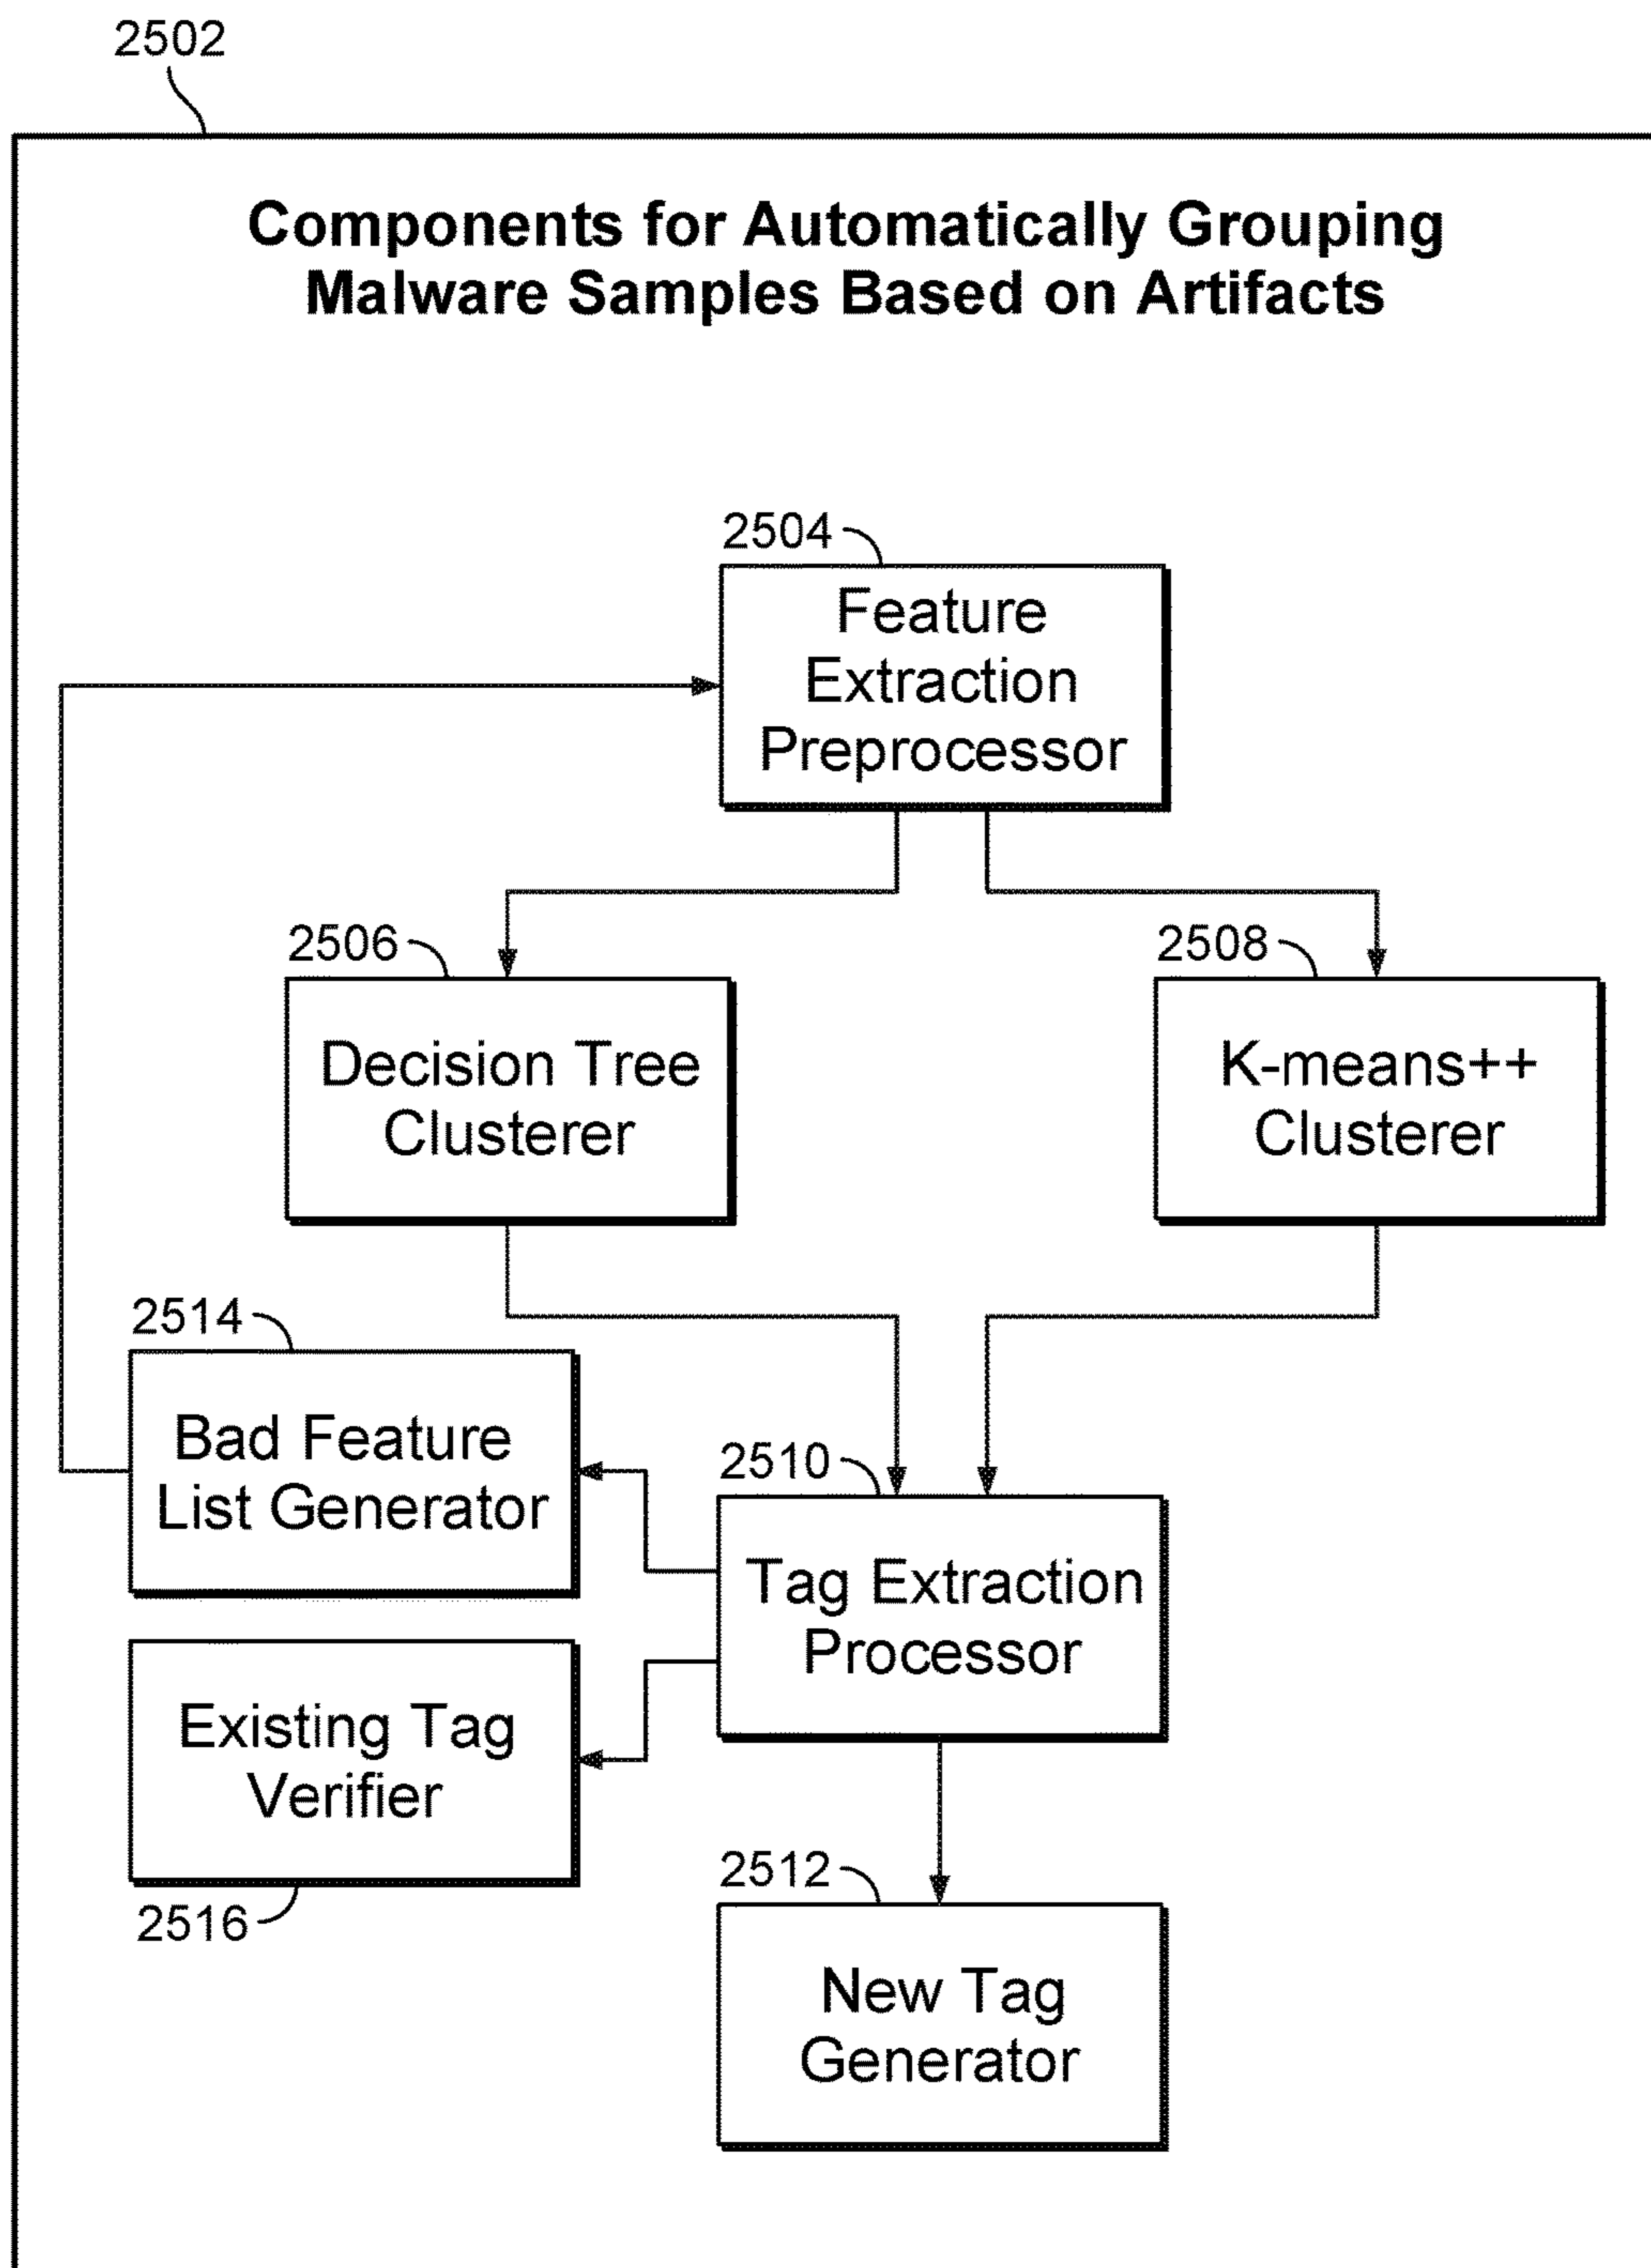 2502
Components for Automatically Grouping
Malware Samples Based on Artifacts
2504
Feature
Extraction
Preprocessor
2506
Decision Tree
Clusterer
2508
K-means++
Clusterer
2514
Bad Feature
List Generator
2510
Tag Extraction
Processor
Existing Tag
Verifier
2516
2512
New Tag
Generator